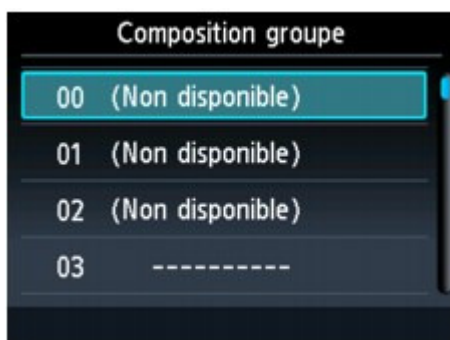 Composition groupe
00 (Non disponible)
01 (Non disponible)
02 (Non disponible)
03 ----------